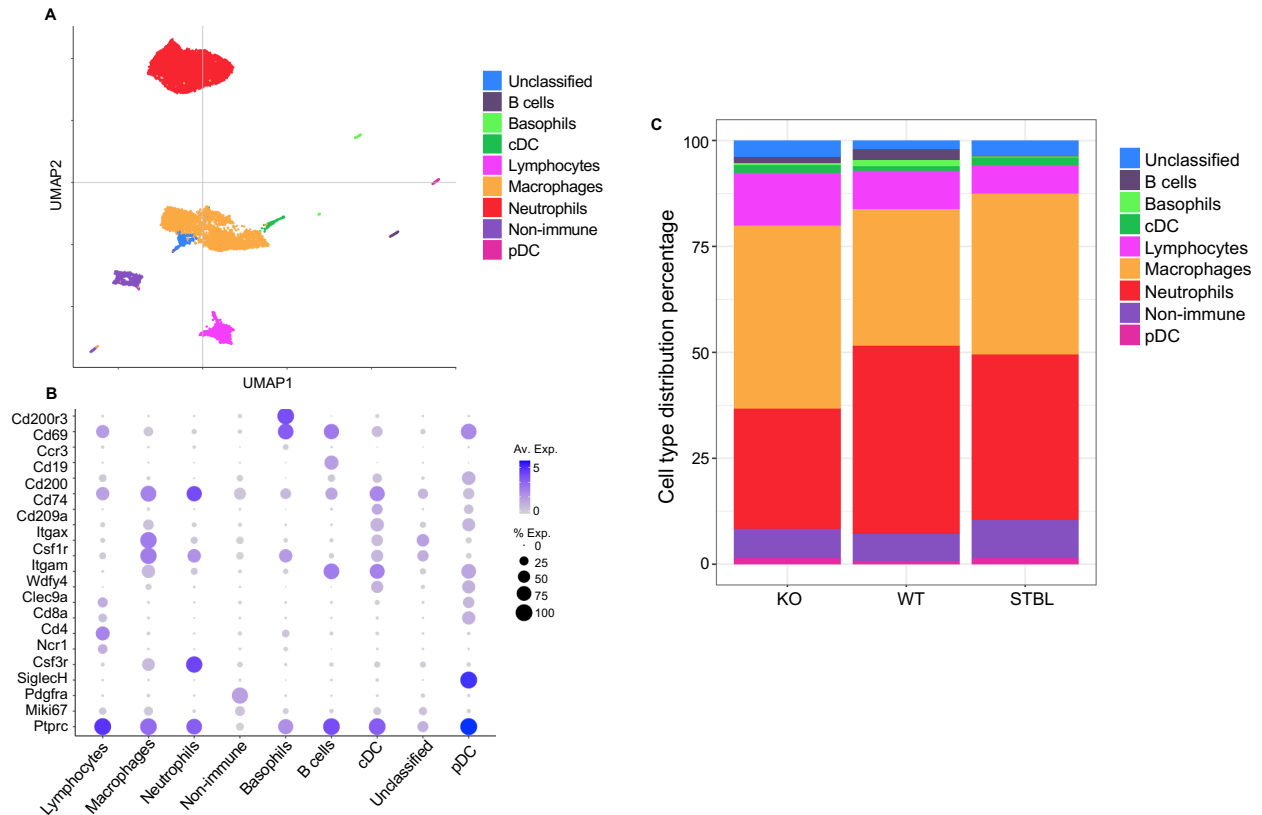 A
UMAP2
UMAP1
Unclassified
B cells
Basophils
cDC
Lymphocytes
Macrophages
Neutrophils
Non-immune
pDC
B
Cd200r3
Cd69
Ccr3
Cd19
Cd200
Cd74
Cd209a
Itgax
Csf1r
Itgam
Wdfy4
Clec9a
Cd8a
Cd4
Ncr1
Csf3r
SiglecH
Pdgfra
Miki67
Ptprc
Lymphocytes
Macrophages
Neutrophils
Non-immune
Basophils
B cells
cDC
Unclassified
pDC
Av. Exp.
5
0
% Exp.
0
25
50
75
100
C
Cell type distribution percentage
100
75
50
25
0
KO
WT
STBL
Unclassified
B cells
Basophils
cDC
Lymphocytes
Macrophages
Neutrophils
Non-immune
pDC